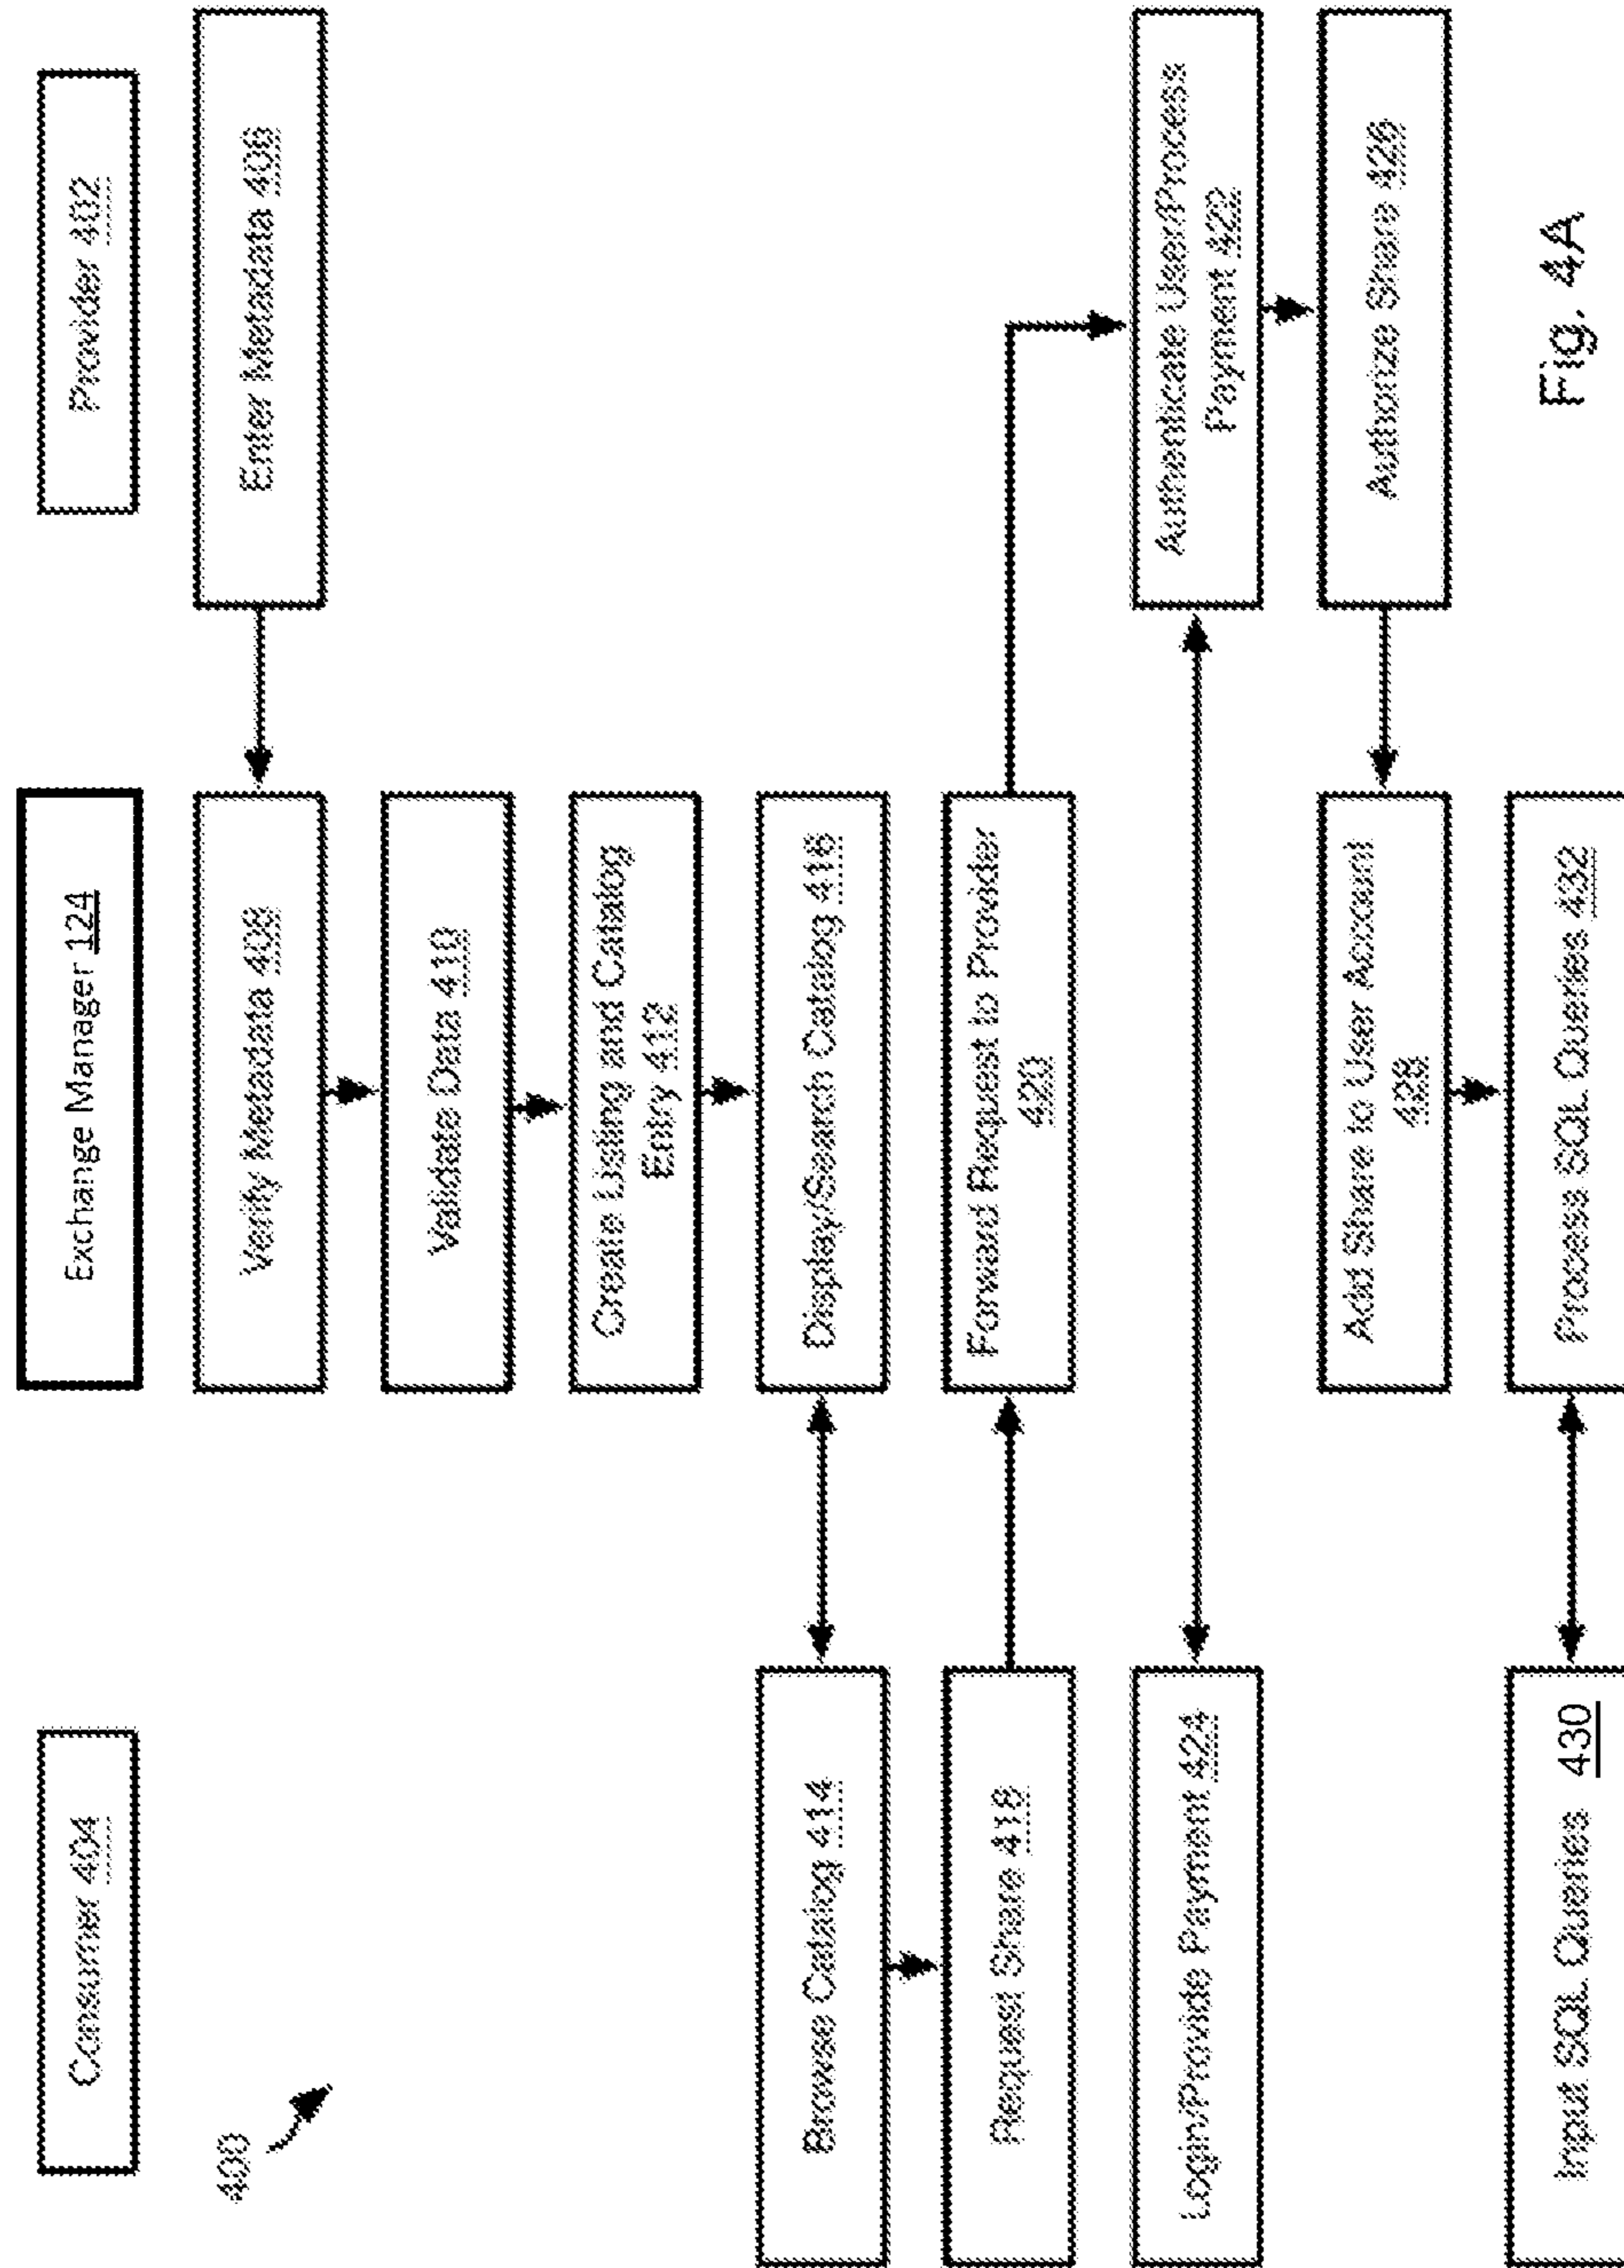 400
Consumer 404
Exchange Manager 124
Provider 402
Enter Metadata 406
Verify Metadata 408
Validate Data 410
Create Listing and Catalog
Entry 412
Browse Catalog 414
Display/Search Catalog 416
Request Share 418
Forward Request to Provider
420
Login/Provide Payment 424
Authenticate User/Process
Payment 422
Authorize Share 426
Add Share to User Account
428
Input SQL Queries 430
Process SQL Queries 432
Fig. 4A